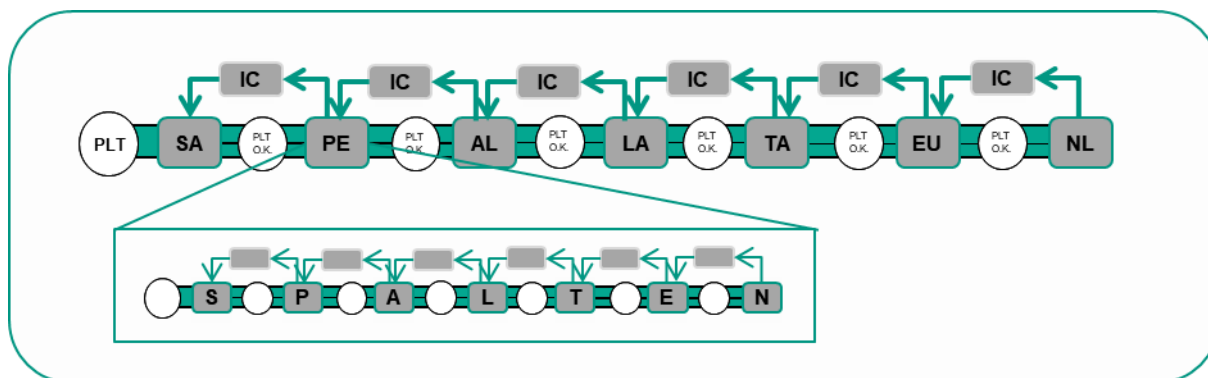 IC IC IC IC IC IC
PLT SA PLT O.K. PE PLT O.K. AL PLT O.K. LA PLT O.K. TA PLT O.K. EU PLT O.K. NL
S P A L T E N